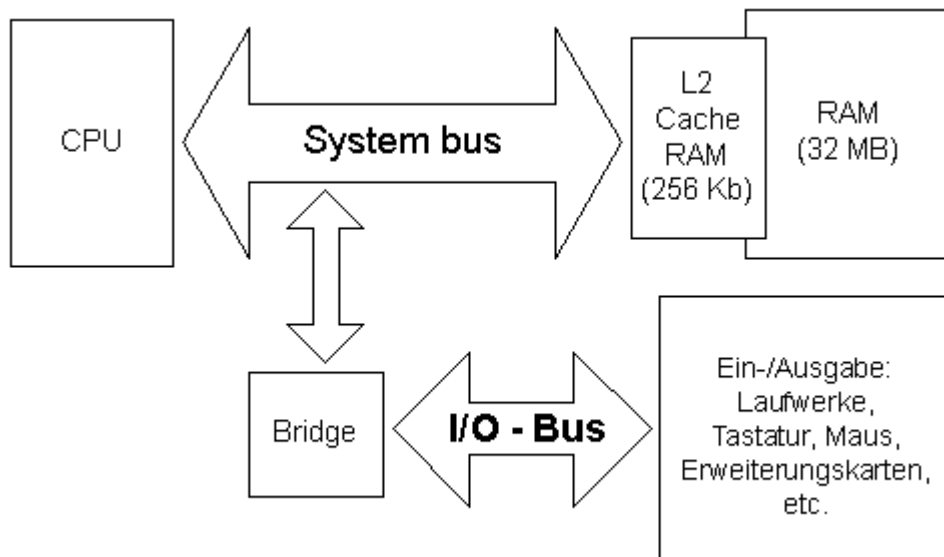 CPU
System bus
L2
Cache
RAM
(256 Kb)
RAM
(32 MB)
Bridge
I/O - Bus
Ein-/Ausgabe:
Laufwerke,
Tastatur, Maus,
Erweiterungskarten,
etc.